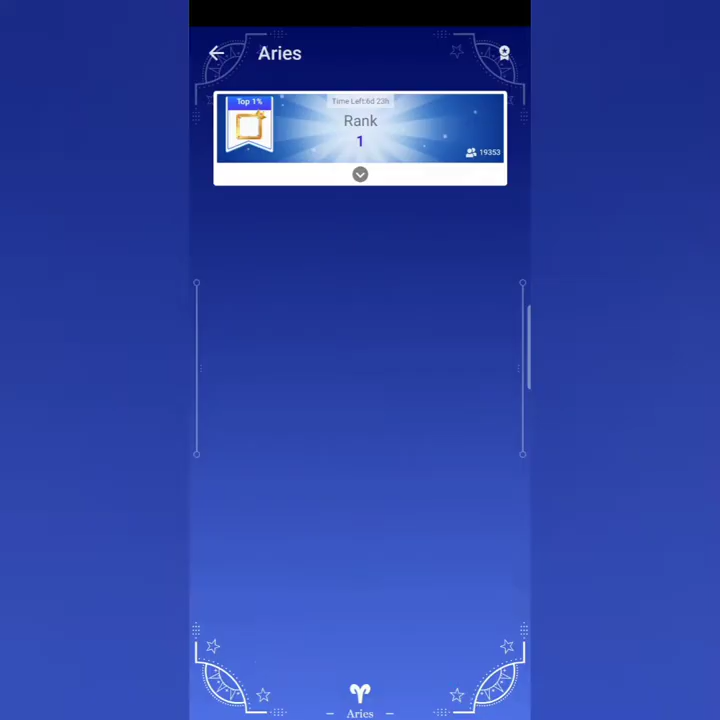 Aries
Top 1%
Time Left:6d 23h
Rank
1
19353
Aries